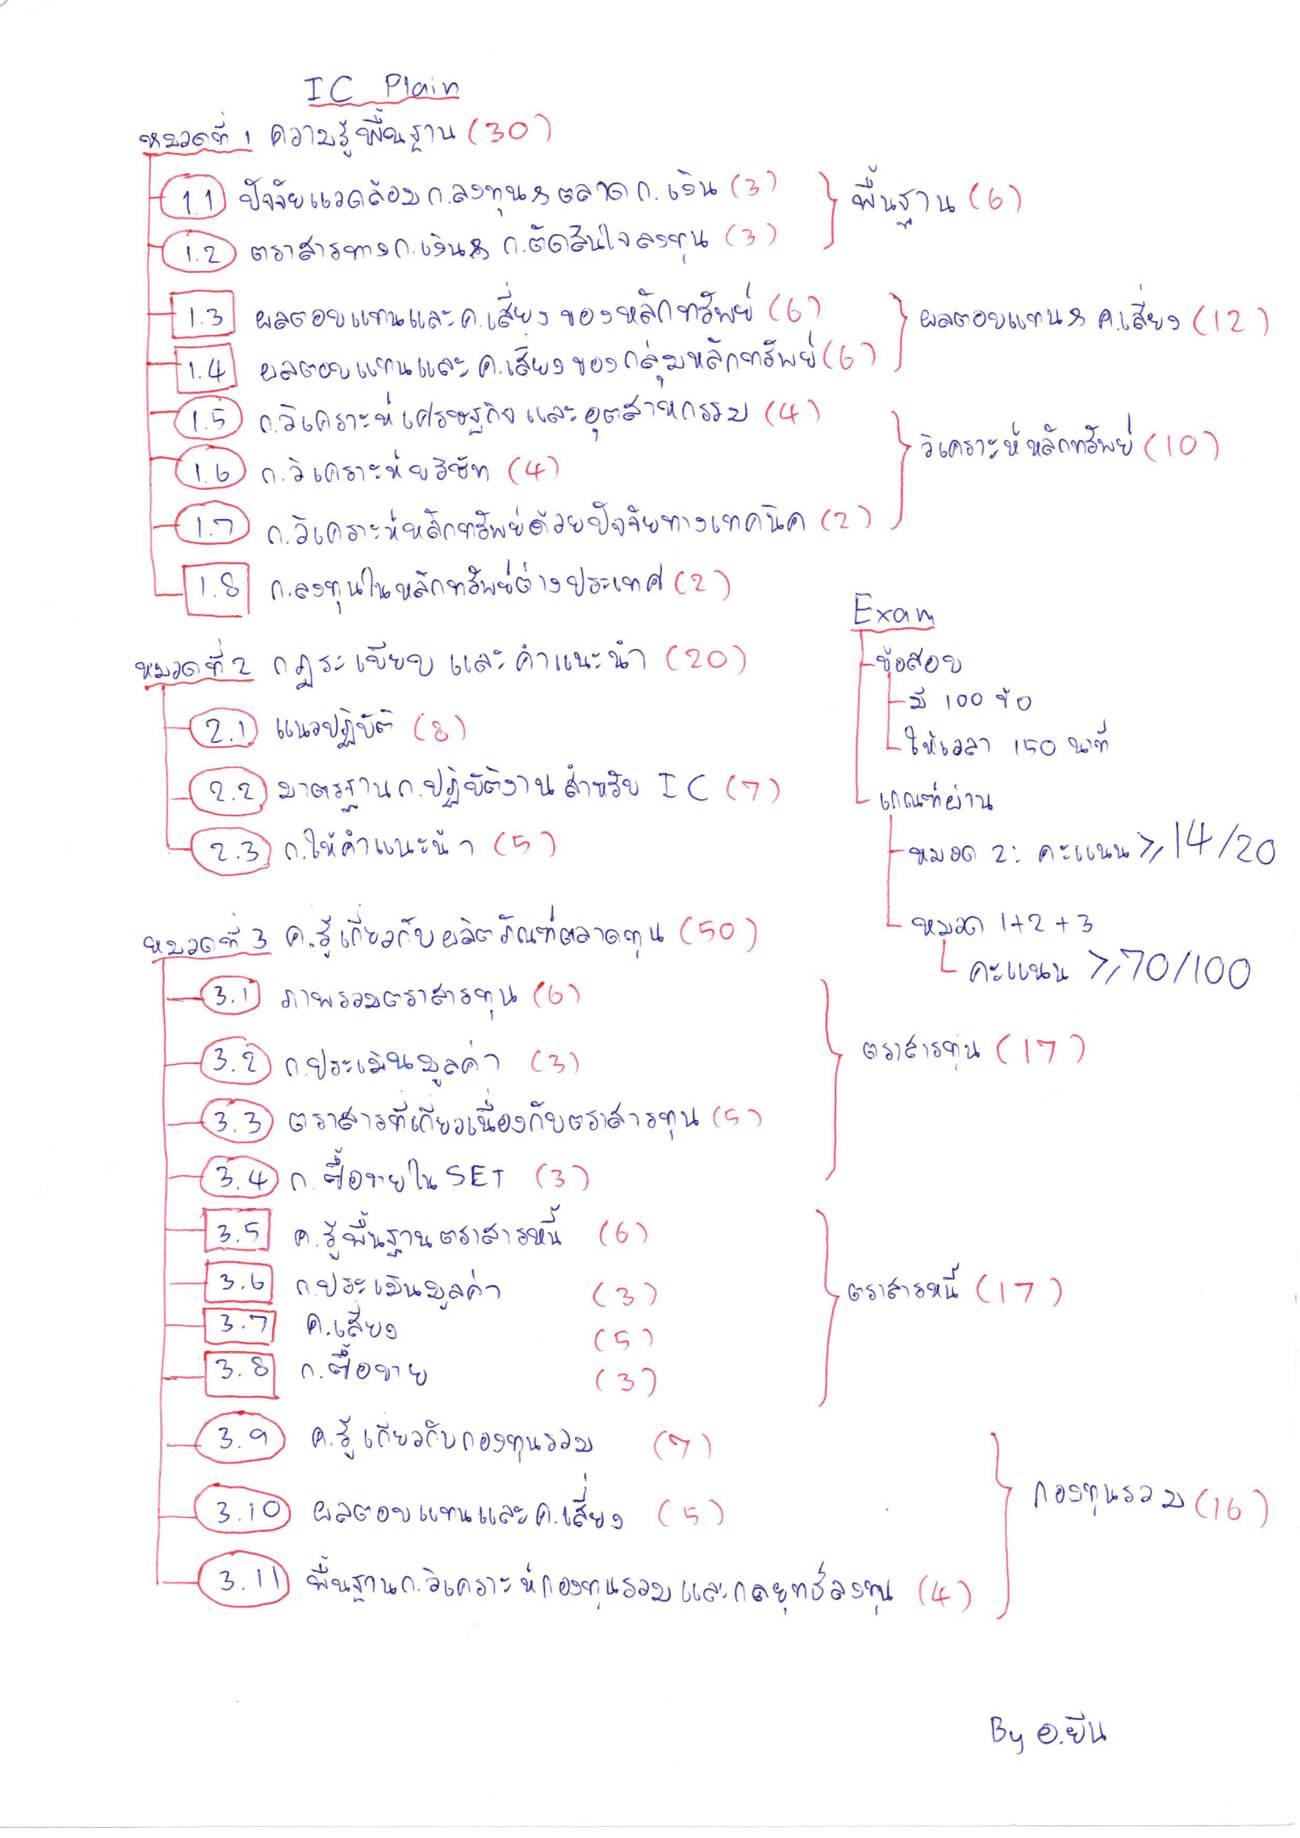 IC Plain
หมวดที่ 1 ความรู้พื้นฐาน (30)
1.1 ปัจจัยแวดล้อม ก.ลงทุน & ตลาด ก.เงิน (3)
1.2 ตราสารทาง ก.เงิน & ก.ตัดสินใจลงทุน (3)
พื้นฐาน (6)
1.3 ผลตอบแทนและ ค.เสี่ยง ของหลักทรัพย์ (6)
1.4 ผลตอบแทนและ ค.เสี่ยง ของกลุ่มหลักทรัพย์ (6)
ผลตอบแทน & ค.เสี่ยง (12)
1.5 ก.วิเคราะห์เศรษฐกิจ และอุตสาหกรรม (4)
1.6 ก.วิเคราะห์บริษัท (4)
1.7 ก.วิเคราะห์หลักทรัพย์ด้วยปัจจัยทางเทคนิค (2)
วิเคราะห์หลักทรัพย์ (10)
1.8 ก.ลงทุนในหลักทรัพย์ต่างประเทศ (2)
หมวดที่ 2 กฎระเบียบ และคำแนะนำ (20)
2.1 แนวปฏิบัติ (8)
2.2 มาตรฐาน ก.ปฏิบัติงาน สำหรับ IC (7)
2.3 ก.ให้คำแนะนำ (5)
Exam
ข้อสอบ
มี 100 ข้อ
ให้เวลา 150 นาที
เกณฑ์ผ่าน
หมวด 2: คะแนน ≥ 14/20
หมวด 1+2+3
คะแนน ≥ 70/100
หมวดที่ 3 ค.รู้เกี่ยวกับผลิตภัณฑ์ตลาดทุน (50)
3.1 ภาพรวมตราสารทุน (6)
3.2 ก.ประเมินมูลค่า (3)
3.3 ตราสารที่เกี่ยวเนื่องกับตราสารทุน (5)
3.4 ก.ซื้อขายใน SET (3)
ตราสารทุน (17)
3.5 ค.รู้พื้นฐานตราสารหนี้ (6)
3.6 ก.ประเมินมูลค่า (3)
3.7 ค.เสี่ยง (5)
3.8 ก.ซื้อขาย (3)
ตราสารหนี้ (17)
3.9 ค.รู้เกี่ยวกับกองทุนรวม (7)
3.10 ผลตอบแทนและ ค.เสี่ยง (5)
3.11 พื้นฐาน ก.วิเคราะห์กองทุนรวมและกลยุทธ์ลงทุน (4)
กองทุนรวม (16)
By อ.ยีน